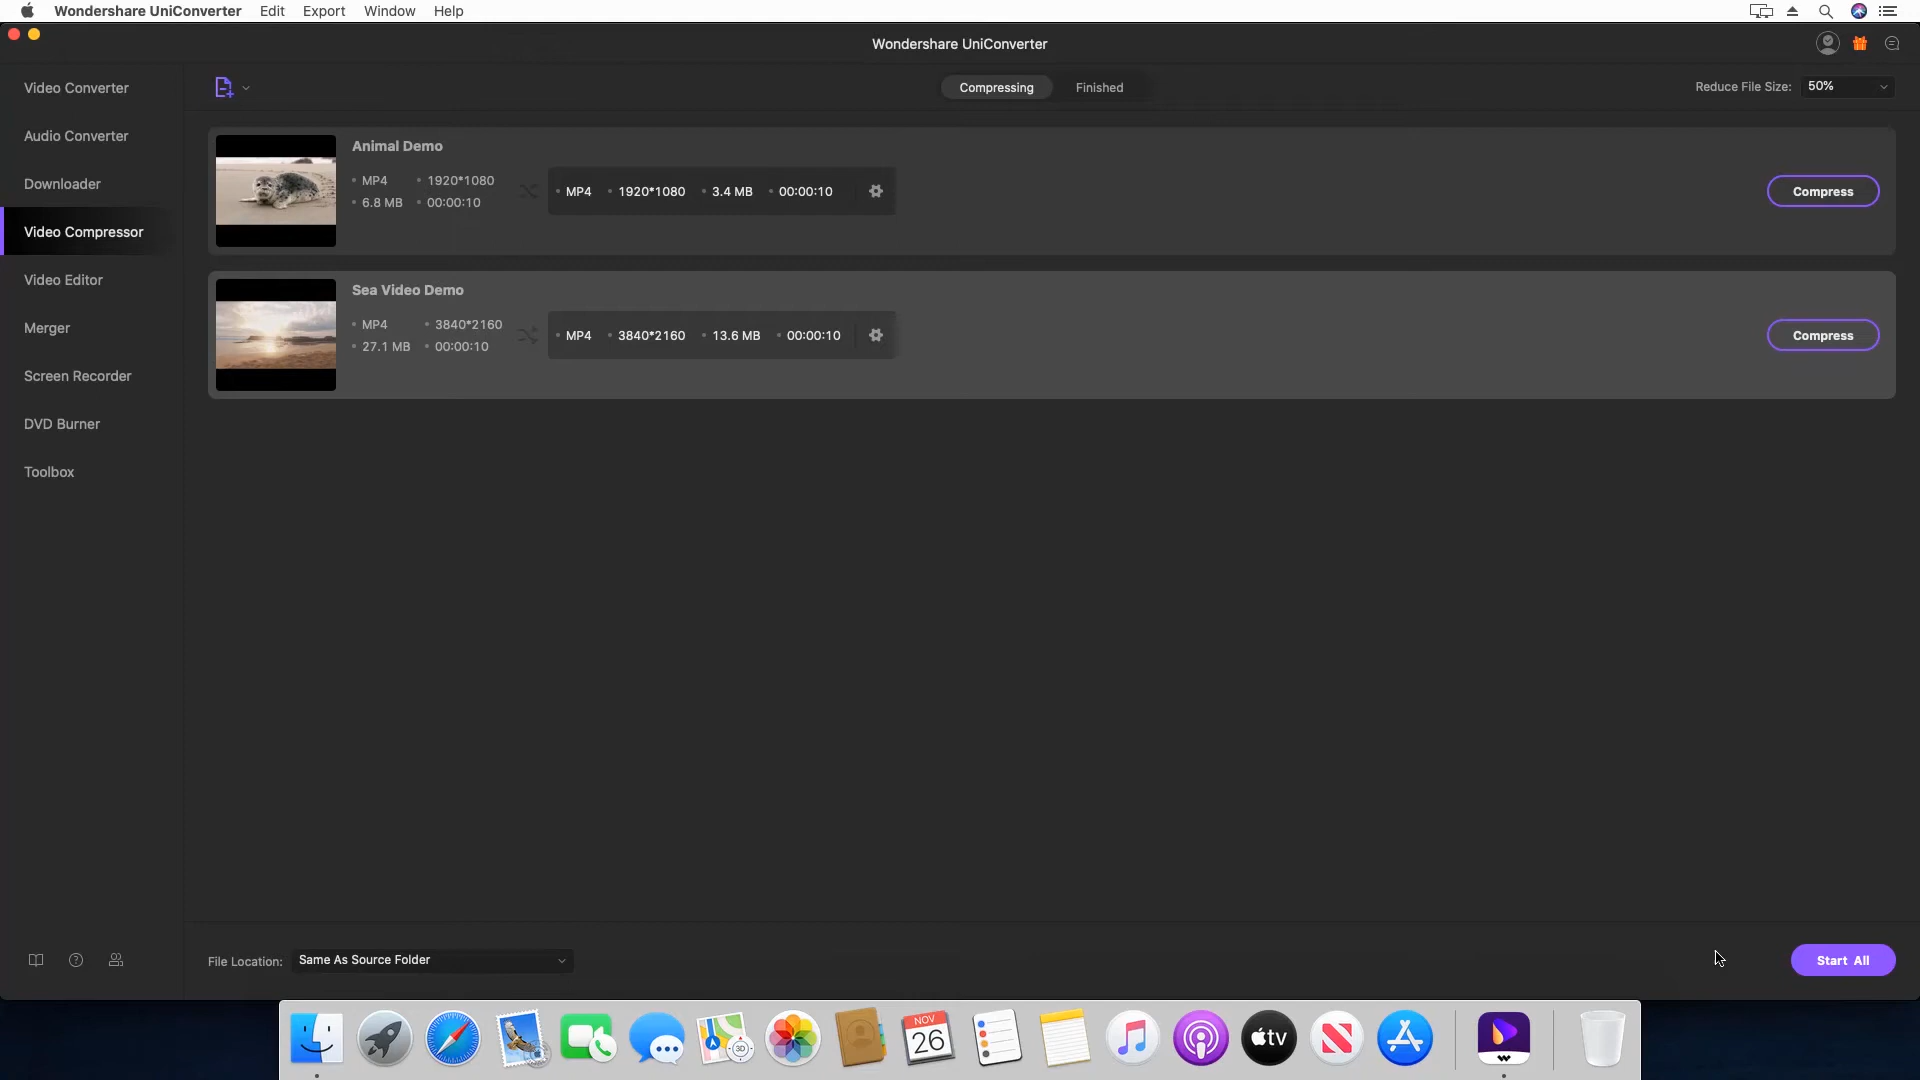 Wondershare UniConverter Edit Export Window Help
Wondershare UniConverter
Video Converter
Audio Converter
Downloader
Video Compressor
Video Editor
Merger
Screen Recorder
DVD Burner
Toolbox
Compressing Finished
Reduce File Size: 50%
Animal Demo
MP4 1920*1080
6.8 MB 00:00:10
MP4 1920*1080 3.4 MB 00:00:10
Compress
Sea Video Demo
MP4 3840*2160
27.1 MB 00:00:10
MP4 3840*2160 13.6 MB 00:00:10
Compress
File Location: Same As Source Folder
Start All
3D
NOV
26
tv